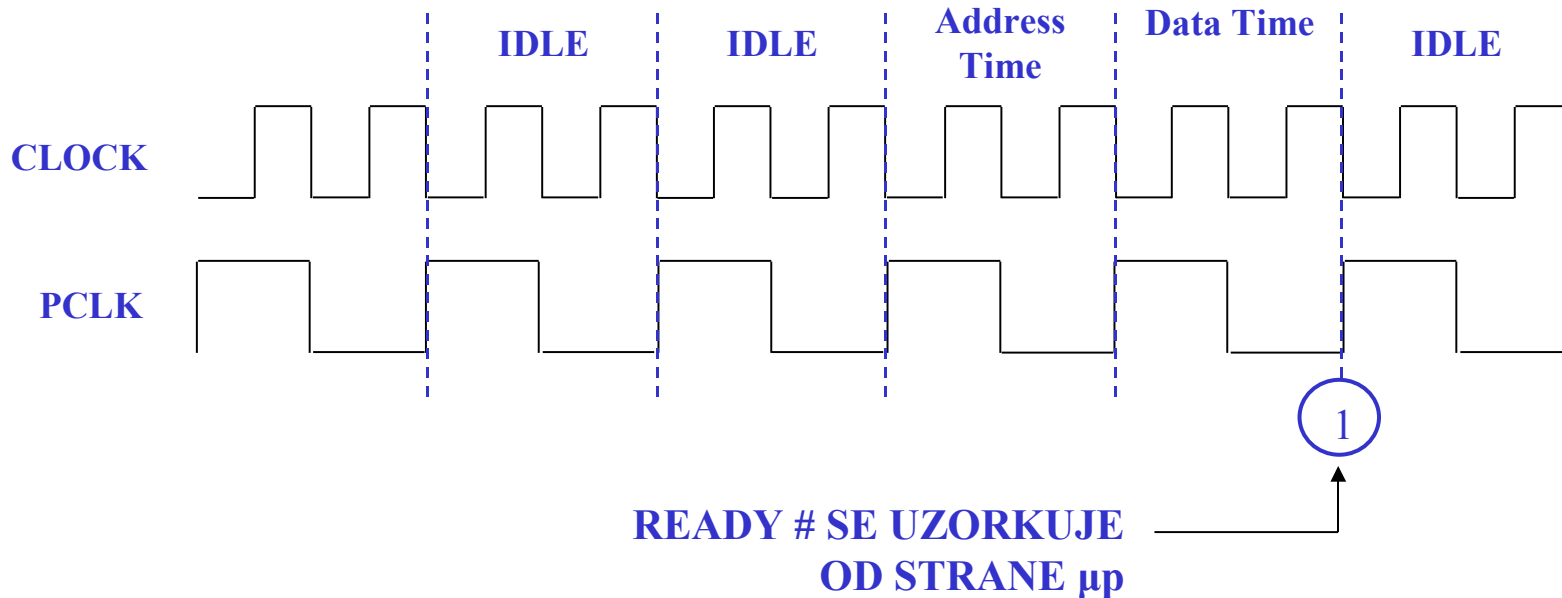 IDLE
IDLE
Address
Time
Data Time
IDLE
CLOCK
PCLK
1
READY # SE UZORKUJE
OD STRANE µp